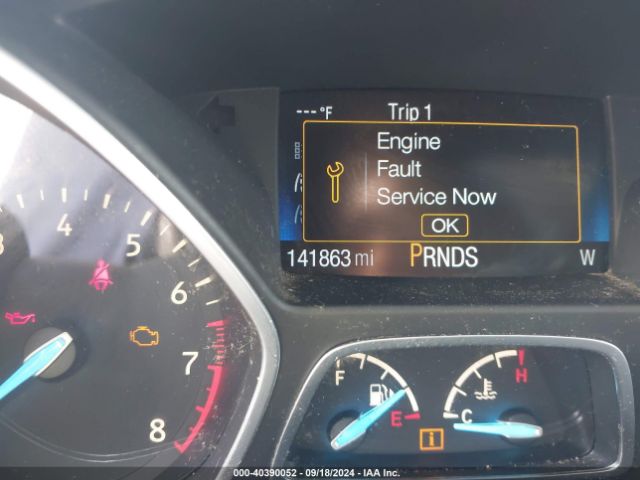 ---°F Trip 1
Engine
Fault
Service Now
OK
141863 mi PRNDS W
3 4 5 6 7 8
F E
H C
i
000-40390052 - 09/18/2024 - IAA Inc.